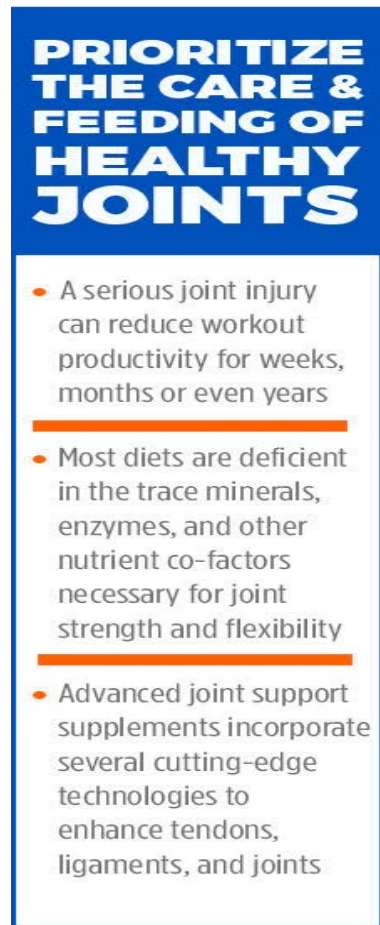 PRIORITIZE
THE CARE &
FEEDING OF
HEALTHY
JOINTS
• A serious joint injury
can reduce workout
productivity for weeks,
months or even years
• Most diets are deficient
in the trace minerals,
enzymes, and other
nutrient co-factors
necessary for joint
strength and flexibility
• Advanced joint support
supplements incorporate
several cutting-edge
technologies to
enhance tendons,
ligaments, and joints